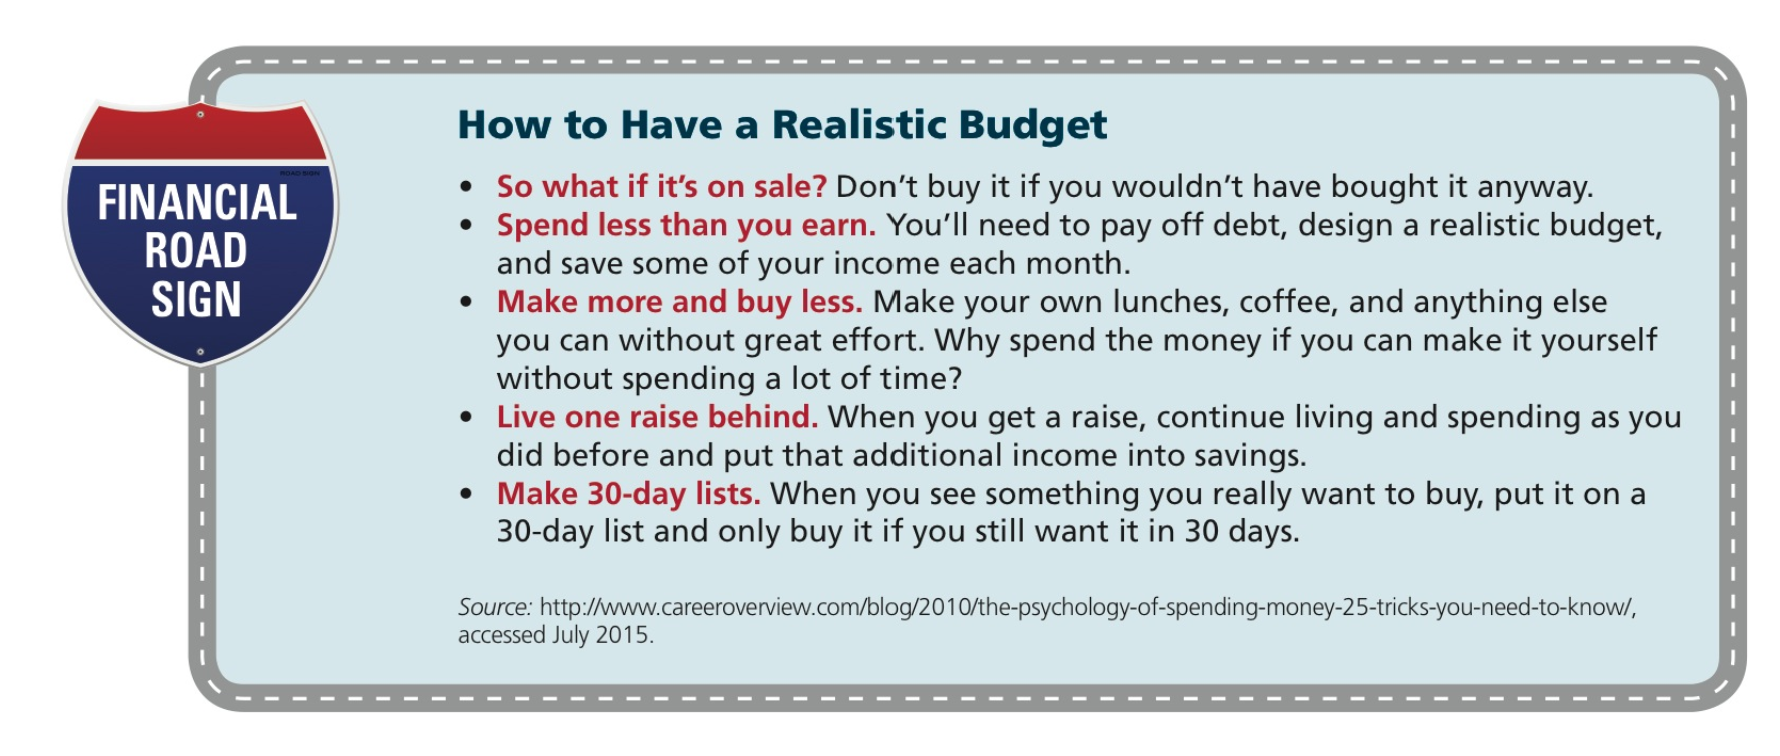 FINANCIAL
ROAD
SIGN
ROAD SIGN
How to Have a Realistic Budget
• So what if it's on sale? Don't buy it if you wouldn't have bought it anyway.
• Spend less than you earn. You'll need to pay off debt, design a realistic budget,
and save some of your income each month.
• Make more and buy less. Make your own lunches, coffee, and anything else
you can without great effort. Why spend the money if you can make it yourself
without spending a lot of time?
• Live one raise behind. When you get a raise, continue living and spending as you
did before and put that additional income into savings.
• Make 30-day lists. When you see something you really want to buy, put it on a
30-day list and only buy it if you still want it in 30 days.
Source: http://www.careeroverview.com/blog/2010/the-psychology-of-spending-money-25-tricks-you-need-to-know/,
accessed July 2015.